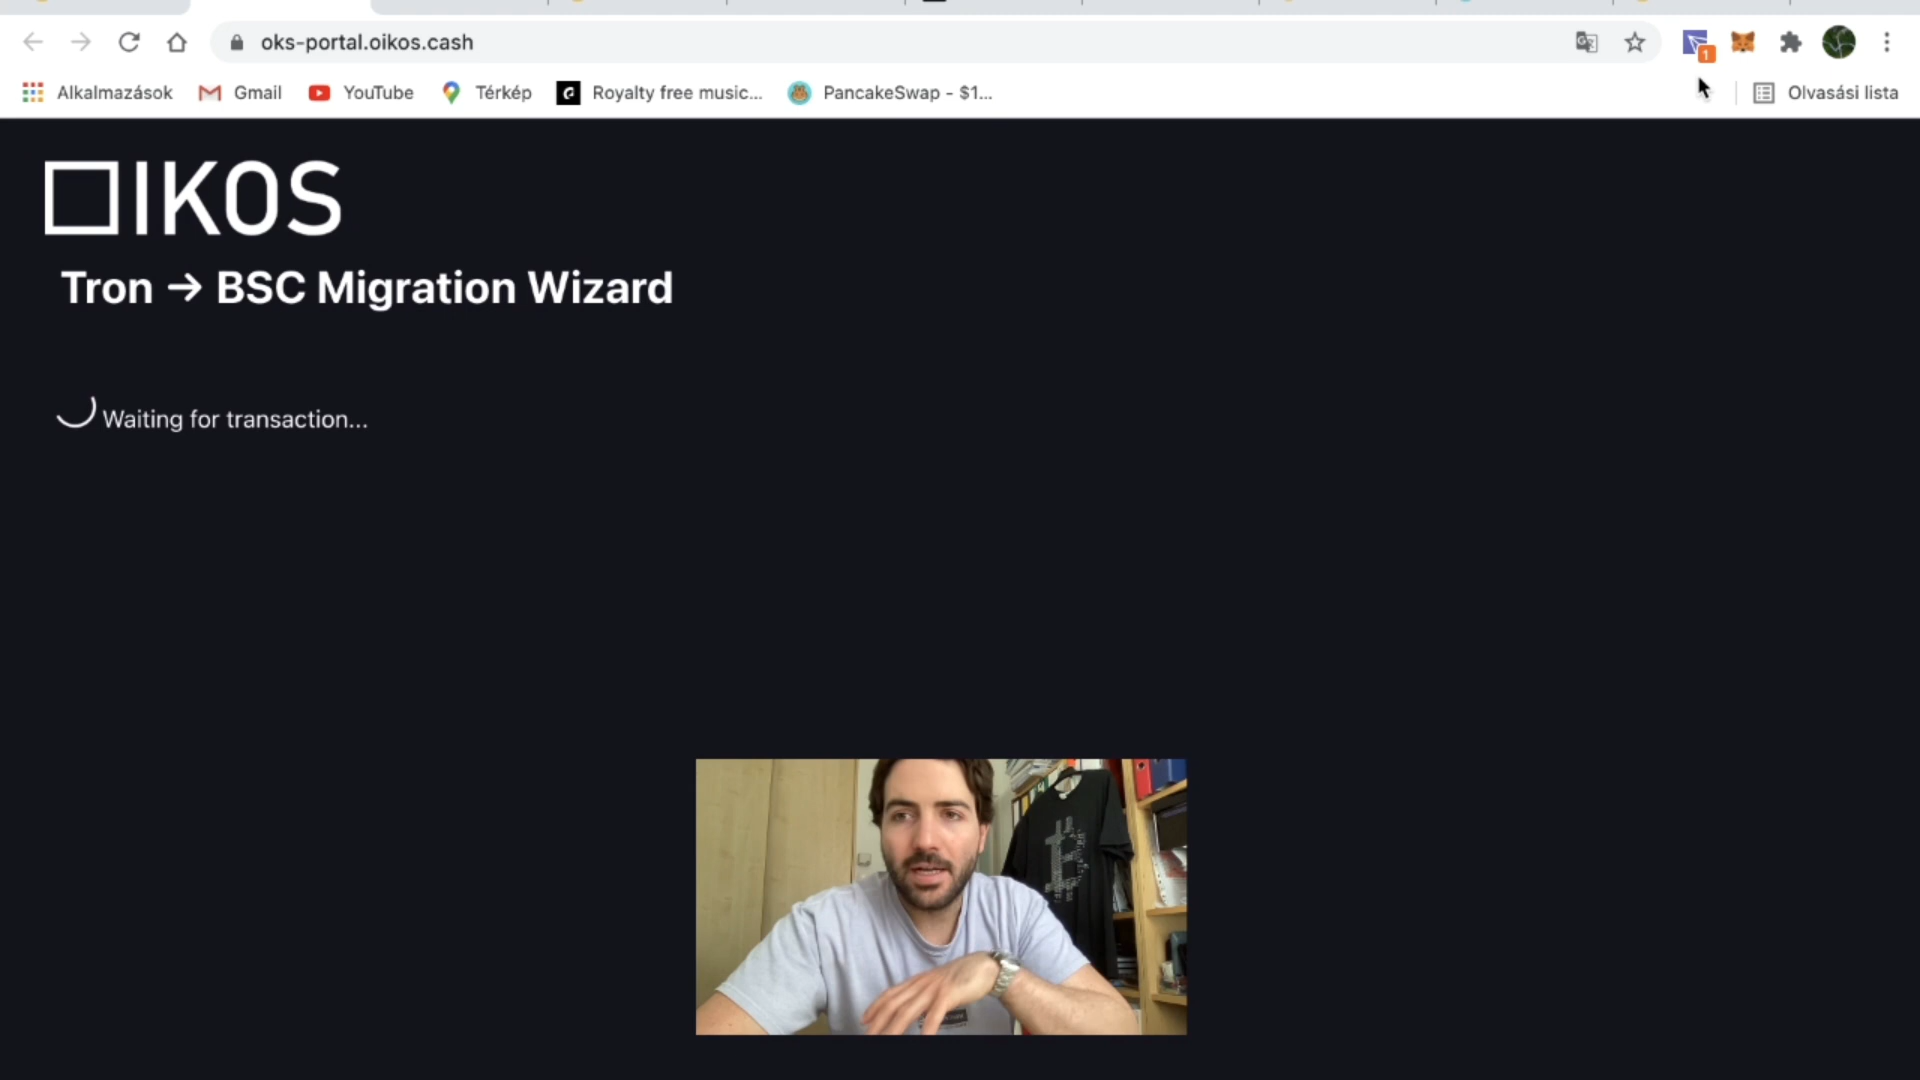 oks-portal.oikos.cash
1
Alkalmazások Gmail YouTube Térkép Royalty free music... PancakeSwap - $1... Olvasási lista
OIKOS
Tron → BSC Migration Wizard
Waiting for transaction...